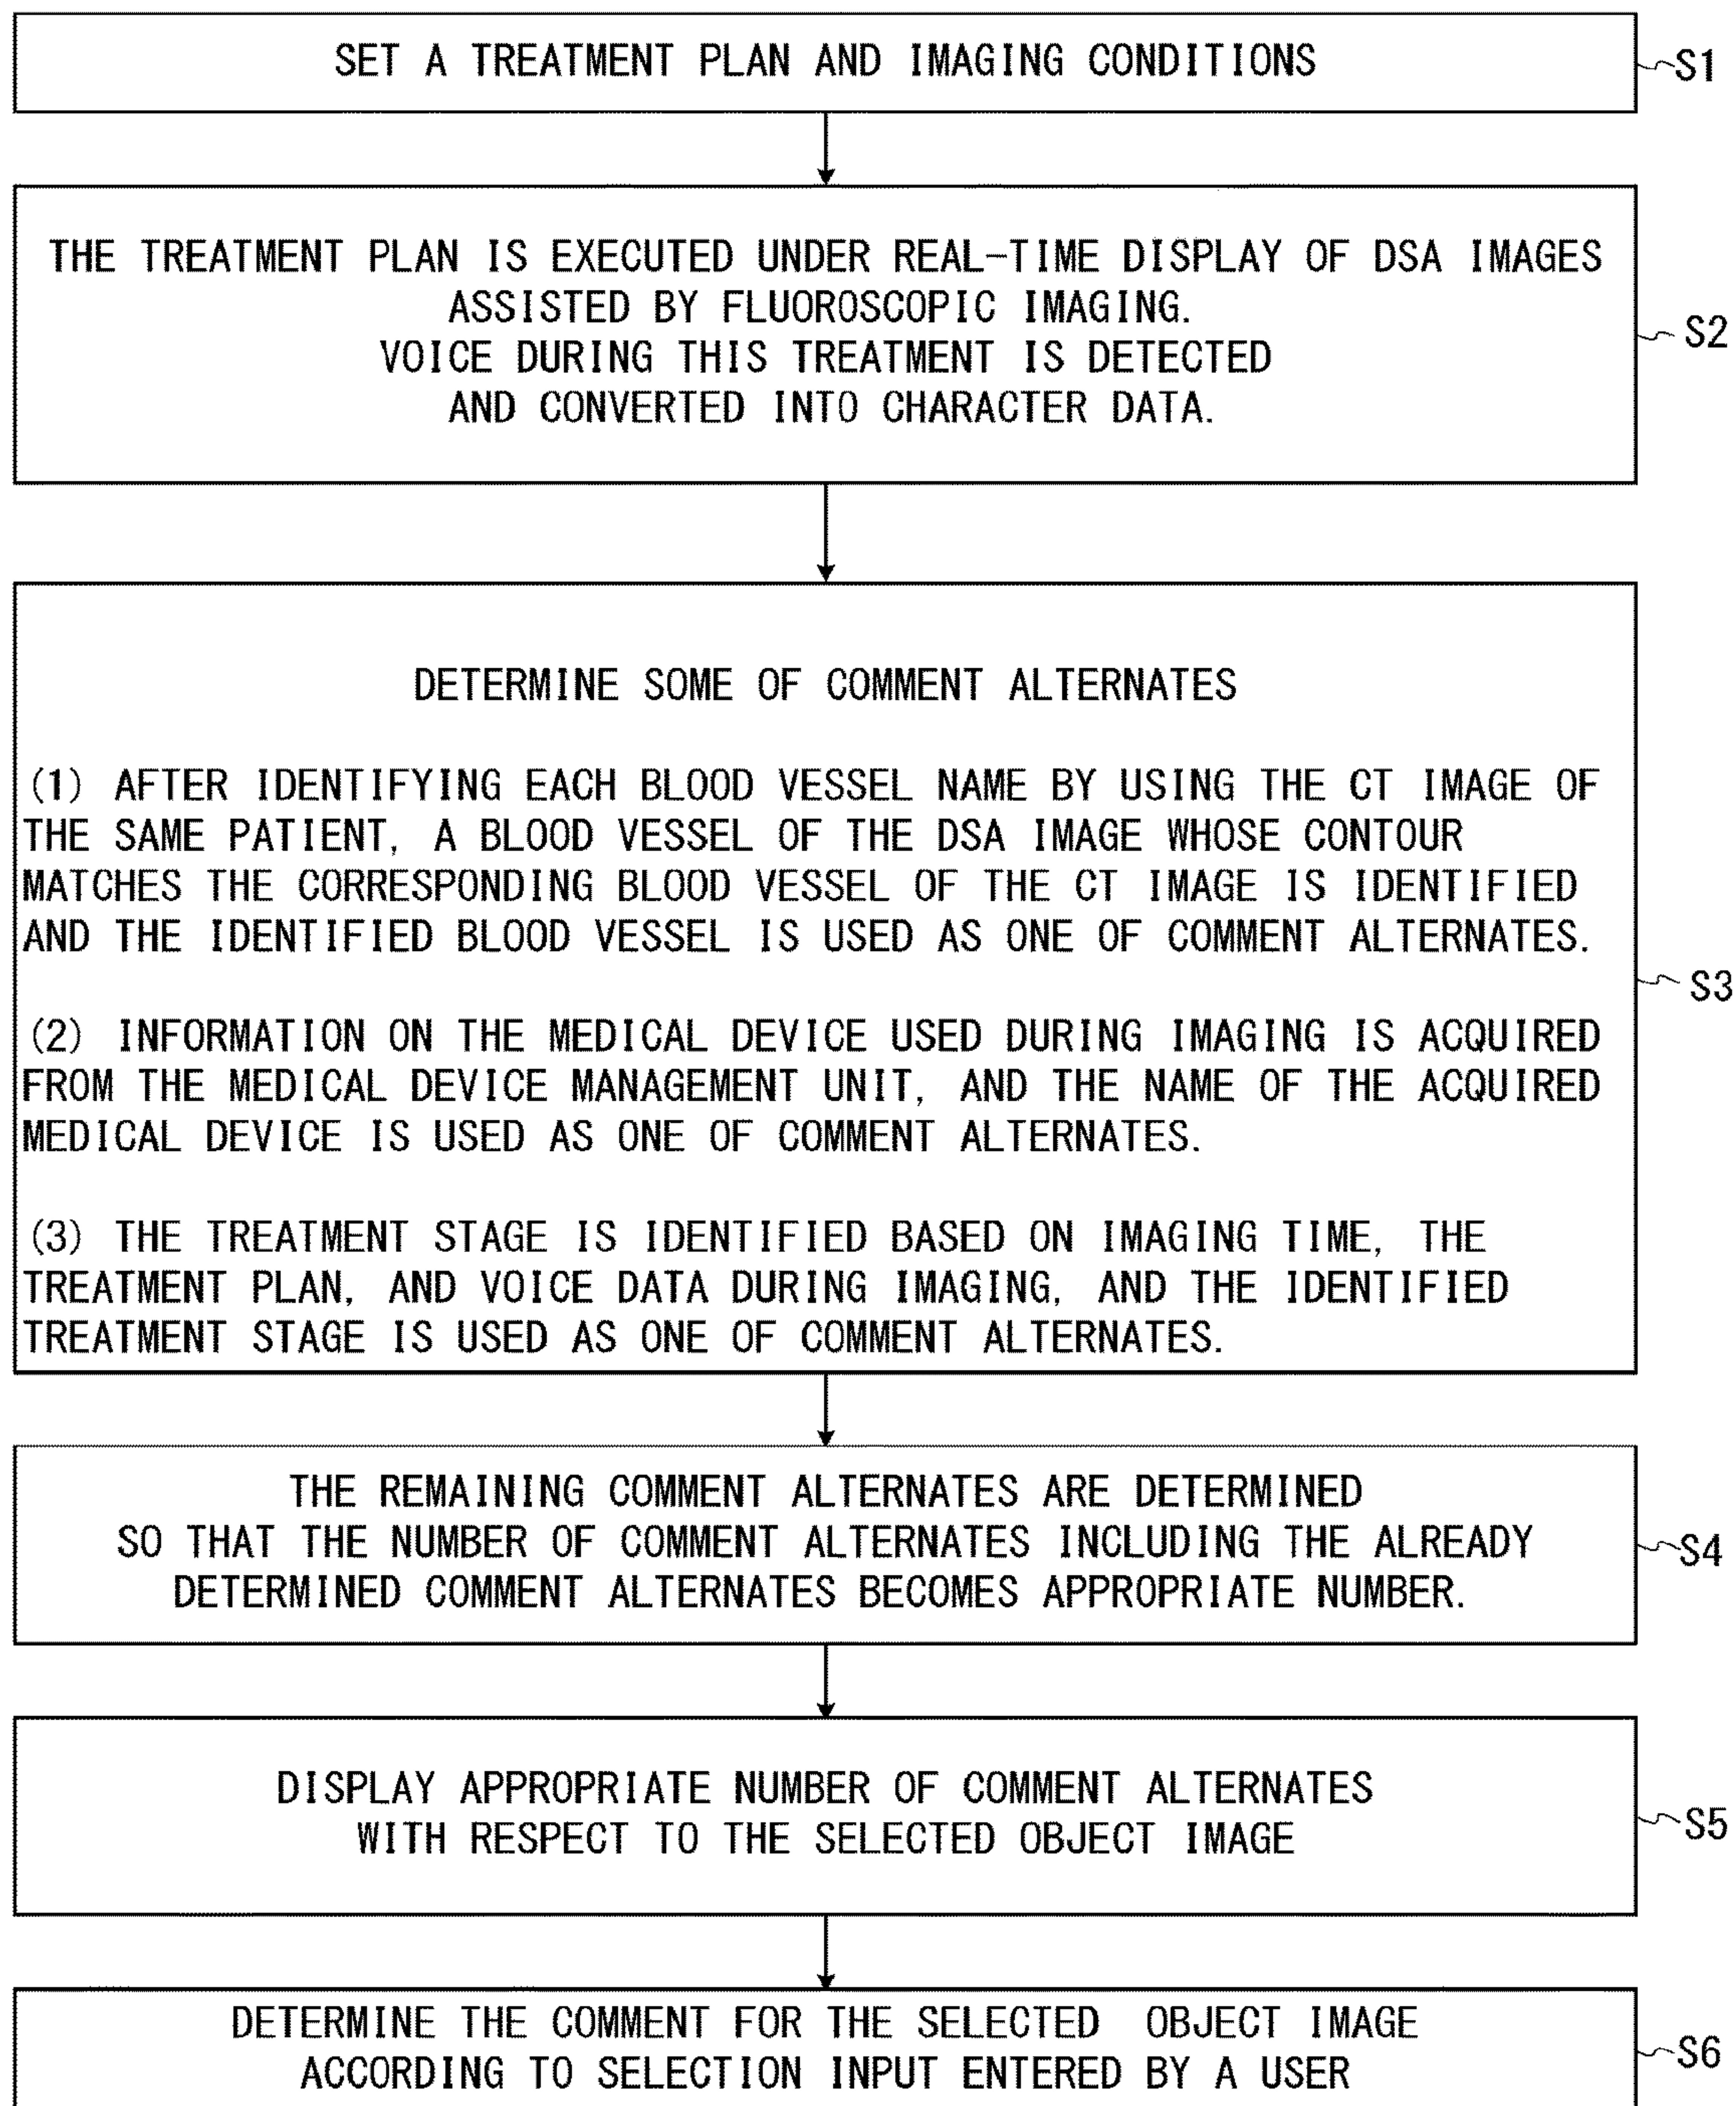 SET A TREATMENT PLAN AND IMAGING CONDITIONS
S1
THE TREATMENT PLAN IS EXECUTED UNDER REAL-TIME DISPLAY OF DSA IMAGES
ASSISTED BY FLUOROSCOPIC IMAGING.
VOICE DURING THIS TREATMENT IS DETECTED
AND CONVERTED INTO CHARACTER DATA.
S2
DETERMINE SOME OF COMMENT ALTERNATES
(1) AFTER IDENTIFYING EACH BLOOD VESSEL NAME BY USING THE CT IMAGE OF
THE SAME PATIENT, A BLOOD VESSEL OF THE DSA IMAGE WHOSE CONTOUR
MATCHES THE CORRESPONDING BLOOD VESSEL OF THE CT IMAGE IS IDENTIFIED
AND THE IDENTIFIED BLOOD VESSEL IS USED AS ONE OF COMMENT ALTERNATES.
(2) INFORMATION ON THE MEDICAL DEVICE USED DURING IMAGING IS ACQUIRED
FROM THE MEDICAL DEVICE MANAGEMENT UNIT, AND THE NAME OF THE ACQUIRED
MEDICAL DEVICE IS USED AS ONE OF COMMENT ALTERNATES.
(3) THE TREATMENT STAGE IS IDENTIFIED BASED ON IMAGING TIME, THE
TREATMENT PLAN, AND VOICE DATA DURING IMAGING, AND THE IDENTIFIED
TREATMENT STAGE IS USED AS ONE OF COMMENT ALTERNATES.
S3
THE REMAINING COMMENT ALTERNATES ARE DETERMINED
SO THAT THE NUMBER OF COMMENT ALTERNATES INCLUDING THE ALREADY
DETERMINED COMMENT ALTERNATES BECOMES APPROPRIATE NUMBER.
S4
DISPLAY APPROPRIATE NUMBER OF COMMENT ALTERNATES
WITH RESPECT TO THE SELECTED OBJECT IMAGE
S5
DETERMINE THE COMMENT FOR THE SELECTED OBJECT IMAGE
ACCORDING TO SELECTION INPUT ENTERED BY A USER
S6